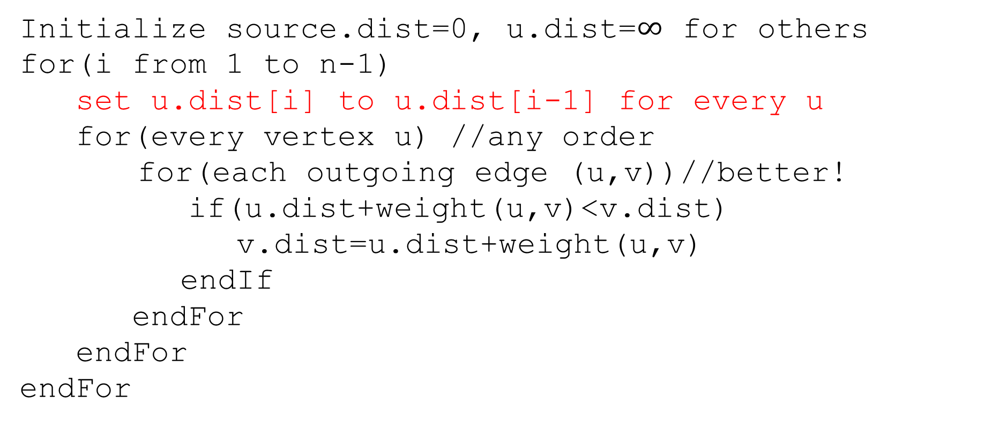 Initialize source.dist=0, u.dist=∞ for others
for(i from 1 to n-1)
set u.dist[i] to u.dist[i-1] for every u
for(every vertex u) //any order
for(each outgoing edge (u,v))//better!
if(u.dist+weight(u,v)<v.dist)
v.dist=u.dist+weight(u,v)
endIf
endFor
endFor
endFor